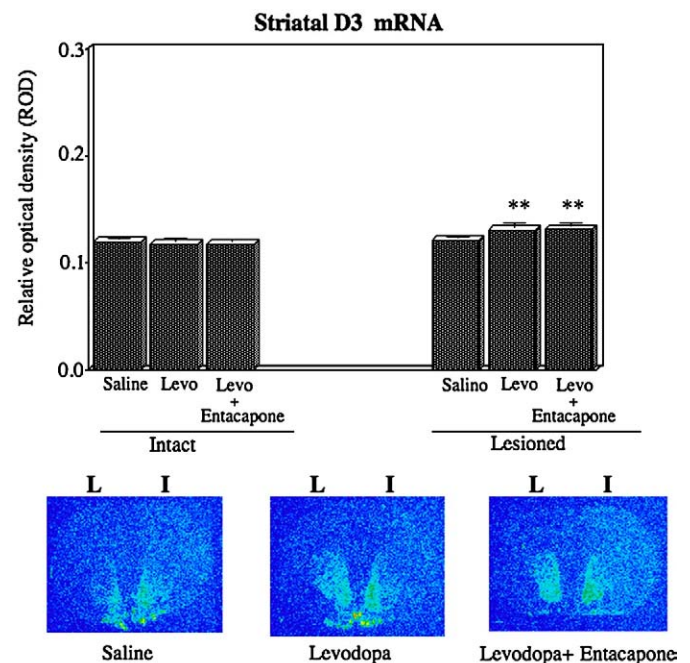 Striatal D3 mRNA
Relative optical density (ROD)
0.3
0.2
0.1
0.0
** **
Saline Levo Levo + Entacapone Salino Levo Levo + Entacapone
Intact Lesioned
L I L I L I
Saline Levodopa Levodopa+ Entacapone